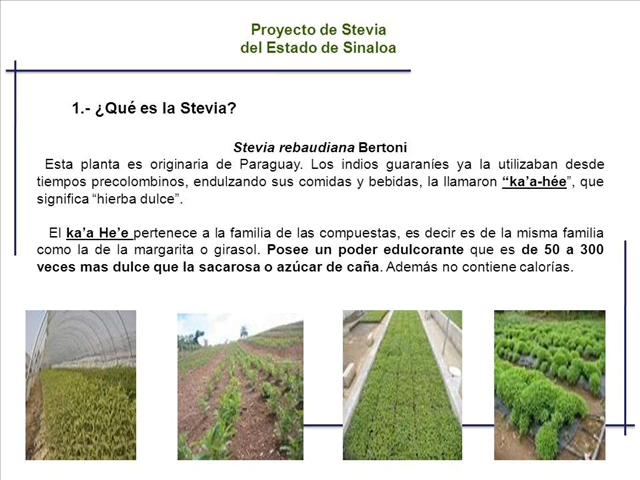 Proyecto de Stevia
del Estado de Sinaloa
1.- ¿Qué es la Stevia?
Stevia rebaudiana Bertoni
Esta planta es originaria de Paraguay. Los indios guaraníes ya la utilizaban desde
tiempos precolombinos, endulzando sus comidas y bebidas, la llamaron “ka’a-hée”, que
significa “hierba dulce”.
El ka’a He’e pertenece a la familia de las compuestas, es decir es de la misma familia
como la de la margarita o girasol. Posee un poder edulcorante que es de 50 a 300
veces mas dulce que la sacarosa o azúcar de caña. Además no contiene calorías.